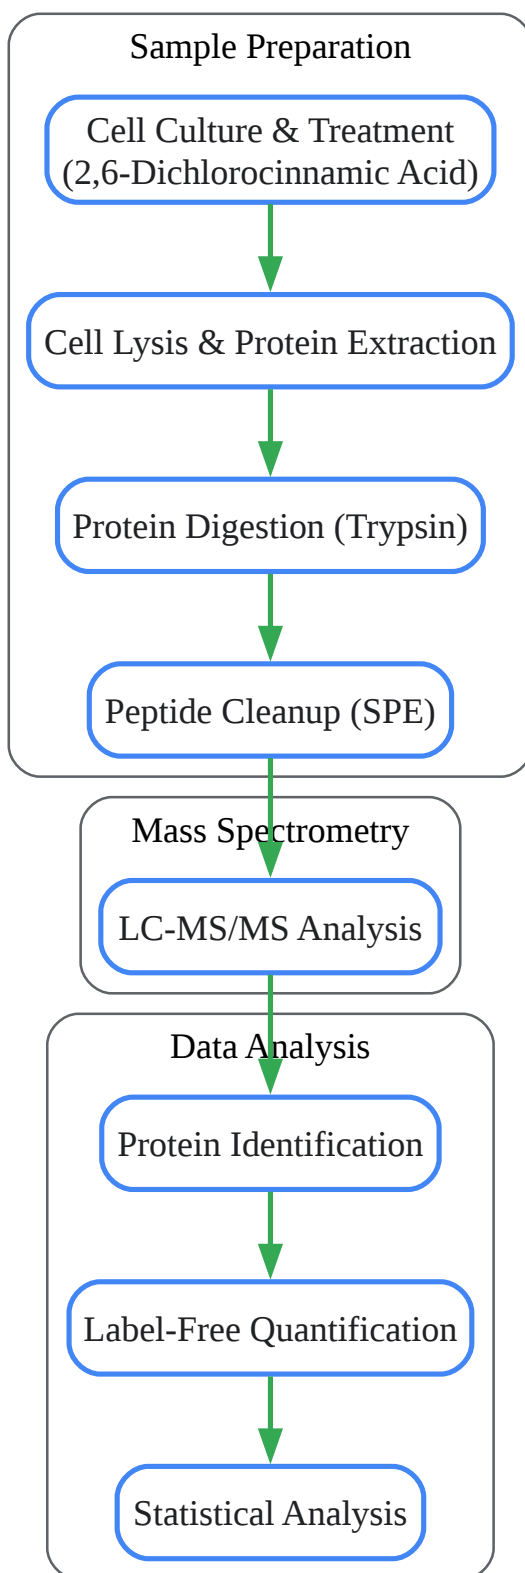 Sample Preparation
Cell Culture & Treatment
(2,6-Dichlorocinnamic Acid)
Cell Lysis & Protein Extraction
Protein Digestion (Trypsin)
Peptide Cleanup (SPE)
Mass Spectrometry
LC-MS/MS Analysis
Data Analysis
Protein Identification
Label-Free Quantification
Statistical Analysis